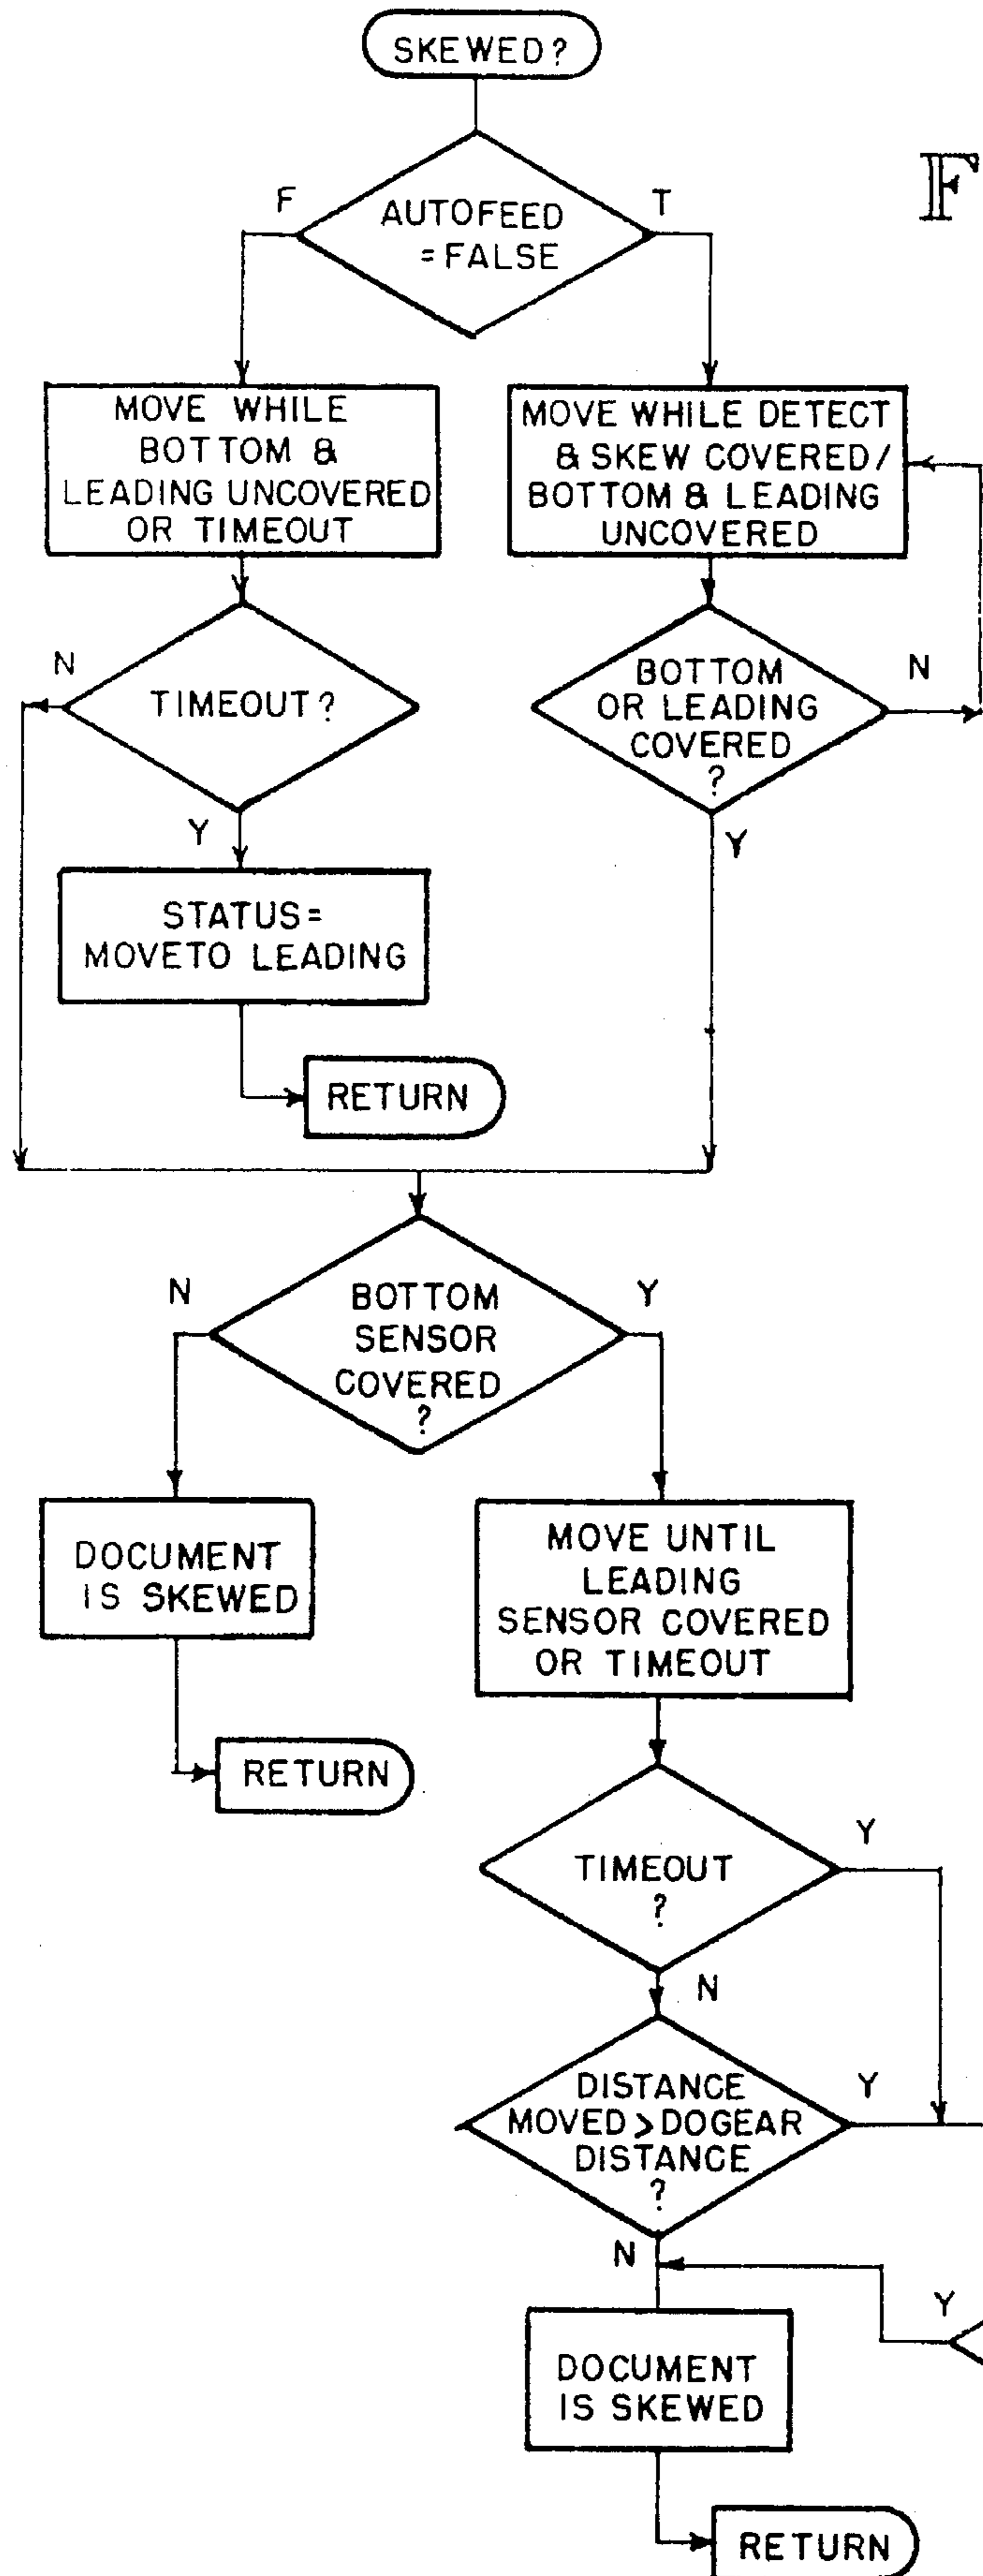 SKEWED?
F
AUTOFEED
= FALSE
F
T
MOVE WHILE
BOTTOM &
LEADING UNCOVERED
OR TIMEOUT
MOVE WHILE DETECT
& SKEW COVERED/
BOTTOM & LEADING
UNCOVERED
TIMEOUT?
N
Y
BOTTOM
OR LEADING
COVERED
?
N
Y
STATUS=
MOVETO LEADING
RETURN
BOTTOM
SENSOR
COVERED
?
N
Y
DOCUMENT
IS SKEWED
RETURN
MOVE UNTIL
LEADING
SENSOR COVERED
OR TIMEOUT
TIMEOUT
?
Y
N
DISTANCE
MOVED > DOGEAR
DISTANCE
?
Y
N
Y
DOCUMENT
IS SKEWED
RETURN